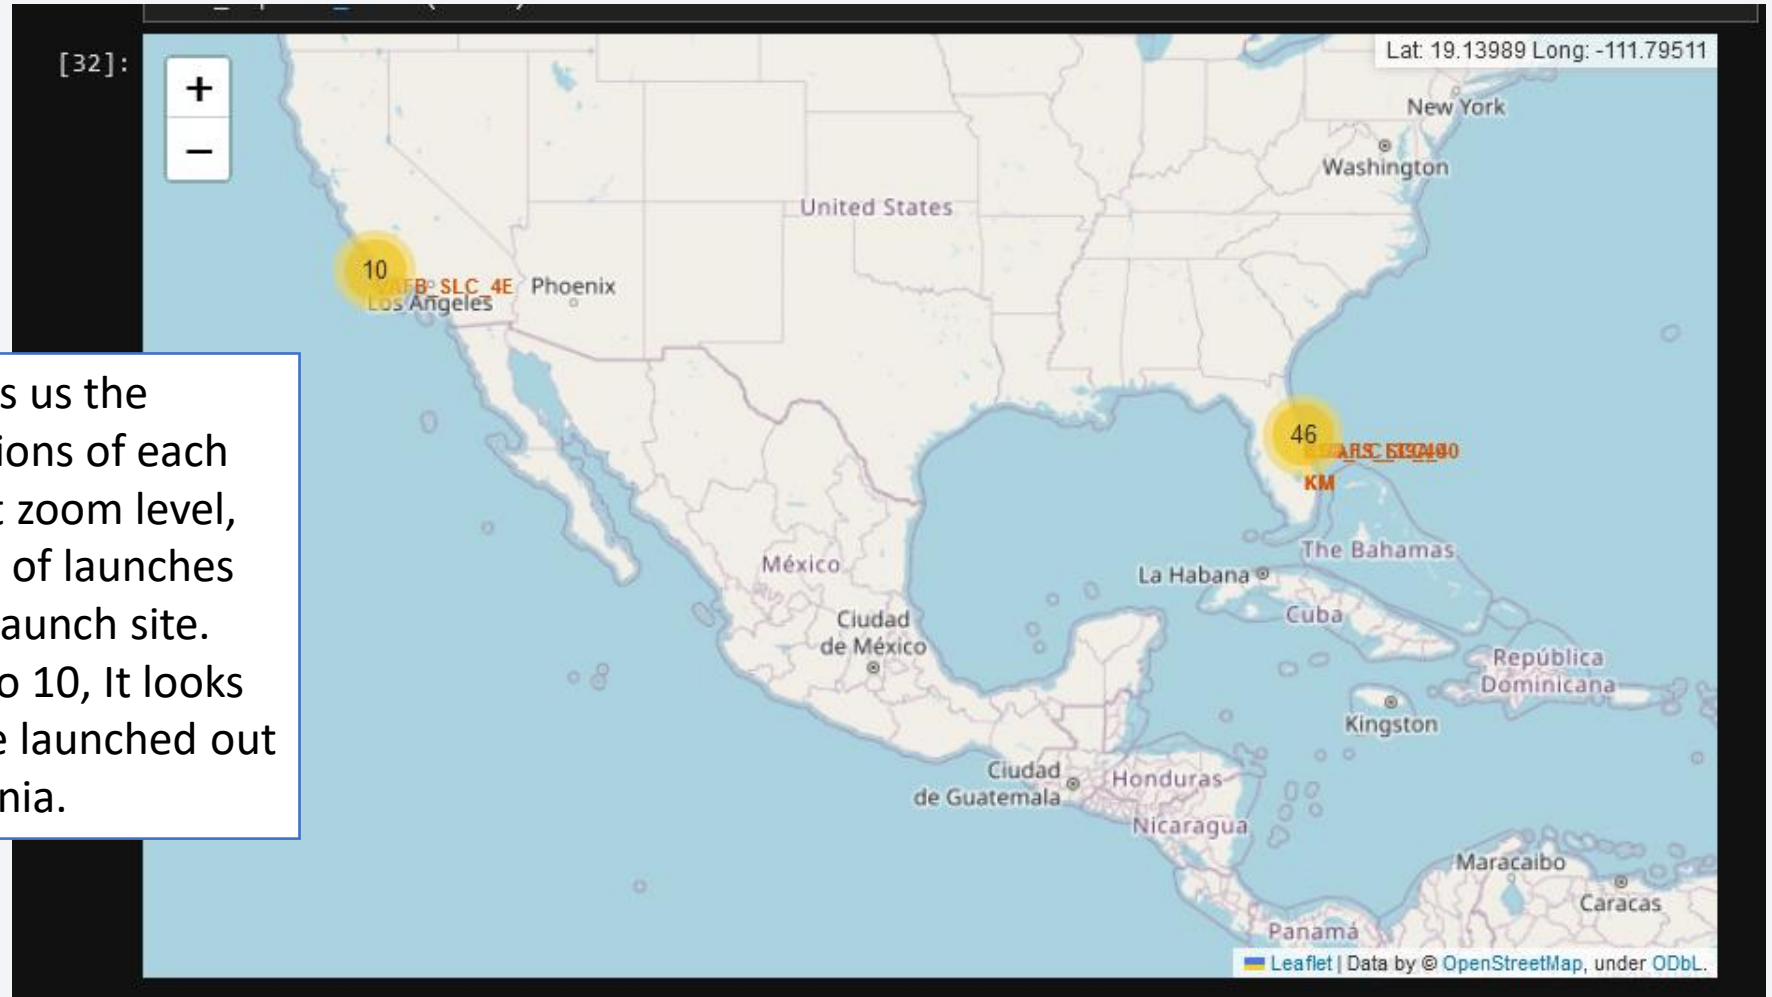 [32]:
+
−
Lat: 19.13989 Long: -111.79511
New York
Washington
United States
10
SLC_4E
Phoenix
Los Angeles
s us the
ions of each
t zoom level,
of launches
aunch site.
o 10, It looks
e launched out
nia.
46
KM
The Bahamas
México
La Habana
Cuba
Ciudad
de México
República
Dominicana
Kingston
Ciudad
de Guatemala
Honduras
Nicaragua
Maracaibo
Caracas
Panamá
Leaflet | Data by © OpenStreetMap, under ODbL.